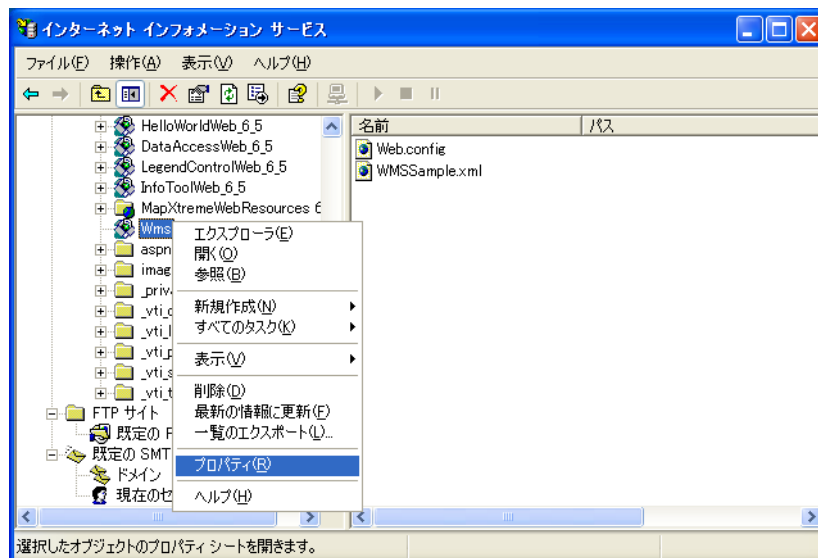 インターネット インフォメーション サービス
ファイル(F) 操作(A) 表示(V) ヘルプ(H)
名前 パス
HelloWorldWeb_6_5
DataAccessWeb_6_5
LegendControlWeb_6_5
InfoToolWeb_6_5
MapXtremeWebResources 6
Wms
aspn
imag
_priv
_vti_c
_vti_l
_vti_p
_vti_s
_vti_t
FTP サイト
既定の F
既定の SMT
ドメイン
現在のセ
エクスプローラ(E)
開く(O)
参照(B)
新規作成(N)
すべてのタスク(K)
表示(V)
削除(D)
最新の情報に更新(F)
一覧のエクスポート(L)...
プロパティ(R)
ヘルプ(H)
Web.config
WMSSample.xml
選択したオブジェクトのプロパティ シートを開きます。